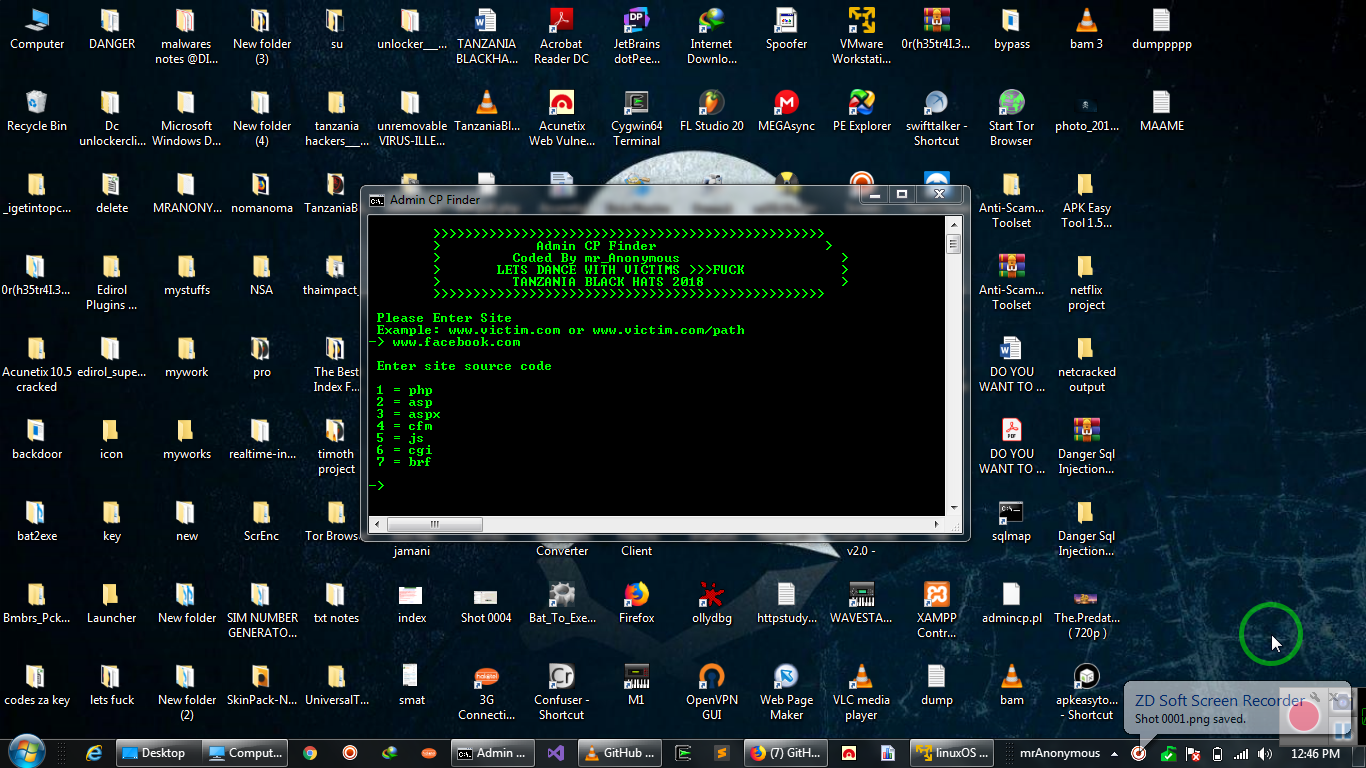 Computer
DANGER
malwares
notes @DI...
New folder
(3)
su
unlocker___...
TANZANIA
BLACKHA...
Acrobat
Reader DC
JetBrains
dotPee...
Internet
Downlo...
Spoofer
VMware
Workstati...
0r(h35tr4I.3...
bypass
bam 3
dumppppp
Recycle Bin
Dc
unlockercli...
Microsoft
Windows D...
New folder
(4)
tanzania
hackers___...
unremovable
VIRUS-ILLE...
TanzaniaBl...
Acunetix
Web Vulne...
Cygwin64
Terminal
FL Studio 20
MEGAsync
PE Explorer
swifttalker -
Shortcut
Start Tor
Browser
photo_201...
MAAME
_igetintopc...
delete
MRANONY...
nomanoma
TanzaniaB
Anti-Scam...
Toolset
APK Easy
Tool 1.5...
0r(h35tr4I.3...
Edirol
Plugins ...
mystuffs
NSA
thaimpact_
Anti-Scam...
Toolset
netflix
project
Acunetix 10.5
cracked
edirol_supe...
mywork
pro
The Best
Index F...
DO YOU
WANT TO ...
netcracked
output
backdoor
icon
myworks
realtime-in...
timoth
project
DO YOU
WANT TO ...
Danger Sql
Injection...
bat2exe
key
new
ScrEnc
Tor Brows
jamani
Converter
Client
v2.0 -
sqlmap
Danger Sql
Injection...
Bmbrs_Pck...
Launcher
New folder
SIM NUMBER
GENERATO...
txt notes
index
Shot 0004
Bat_To_Exe...
Firefox
ollydbg
httpstudy...
WAVESTA...
XAMPP
Contr...
admincp.pl
The.Predat...
( 720p )
codes za key
lets fuck
New folder
(2)
SkinPack-N...
UniversalT...
smat
3G
Connecti...
Confuser -
Shortcut
M1
OpenVPN
GUI
Web Page
Maker
VLC media
player
dump
bam
apkeasyto...
- Shortcut
Admin CP Finder
>>>>>>>>>>>>>>>>>>>>>>>>>>>>>>>>>>>>>>>>>>>>>>>>>
> Admin CP Finder >
> Coded By mr_Anonymous >
> LETS DANCE WITH VICTIMS >>>FUCK >
> TANZANIA BLACK HATS 2018 >
>>>>>>>>>>>>>>>>>>>>>>>>>>>>>>>>>>>>>>>>>>>>>>>>>
Please Enter Site
Example: www.victim.com or www.victim.com/path
-> www.facebook.com
Enter site source code
1 = php
2 = asp
3 = aspx
4 = cfm
5 = js
6 = cgi
7 = brf
->
ZD Soft Screen Recorder
Shot 0001.png saved.
Desktop
Comput...
Admin ...
GitHub ...
(7) GitH...
linuxOS ...
mrAnonymous
12:46 PM